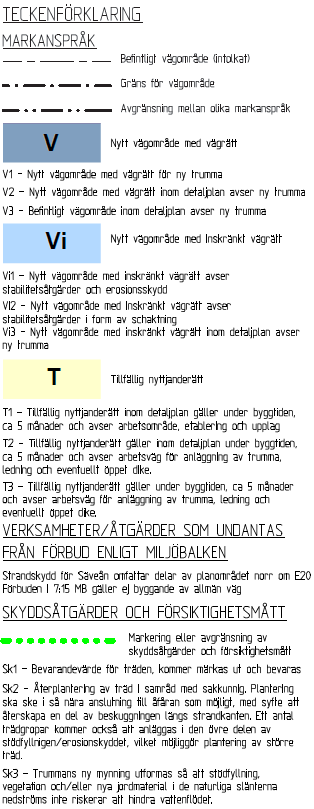 TECKENFÖRKLARING
MARKANSPRÅK
Befintligt vägområde (intolkat)
Gräns för vägområde
Avgränsning mellan olika markanspråk
V
Nytt vägområde med vägrätt
V1 - Nytt vägområde med vägrätt för ny trumma
V2 - Nytt vägområde med vägrätt inom detaljplan avser ny trumma
V3 - Befintligt vägområde inom detaljplan avser ny trumma
Vi
Nytt vägområde med inskränkt vägrätt
Vi1 - Nytt vägområde med inskränkt vägrätt avser
stabilitetsåtgärder och erosionsskydd
Vi2 - Nytt vägområde med inskränkt vägrätt avser
stabilitetsåtgärder i form av schaktning
Vi3 - Nytt vägområde med inskränkt vägrätt inom detaljplan avser
ny trumma
T
Tillfällig nyttjanderätt
T1 - Tillfällig nyttjanderätt inom detaljplan gäller under byggtiden,
ca 5 månader och avser arbetsområde, etablering och upplag
T2 - Tillfällig nyttjanderätt gäller inom detaljplan under byggtiden,
ca 5 månader och avser arbetsväg för anläggning av trumma,
ledning och eventuellt öppet dike.
T3 - Tillfällig nyttjanderätt gäller under byggtiden, ca 5 månader
och avser arbetsväg för anläggning av trumma, ledning och
eventuellt öppet dike.
VERKSAMHETER/ÅTGÄRDER SOM UNDANTAS
FRÅN FÖRBUD ENLIGT MILJÖBALKEN
Strandskydd för Säveån omfattar delar av planområdet norr om E20
Förbuden i 7:15 MB gäller ej byggande av allmän väg
SKYDDSÅTGÄRDER OCH FÖRSIKTIGHETSMÅTT
Markering eller avgränsning av
skyddsåtgärder och försiktighetsmått
Sk1 - Bevarandevärde för träden, kommer märkas ut och bevaras
Sk2 - Återplantering av träd i samråd med sakkunnig. Plantering
ska ske i så nära anslutning till åfåran som möjligt, med syfte att
återskapa en del av beskuggningen längs strandkanten. Ett antal
trädgropar kommer också att anläggas i den övre delen av
stödfyllnigen/erosionskyddet, vilket möjliggör plantering av större
träd.
Sk3 - Trummans ny mynning utformas så att stödfyllning,
vegetation och/eller nya jordmaterial i de naturliga slänterna
nedströms inte riskerar att hindra vattenflödet.